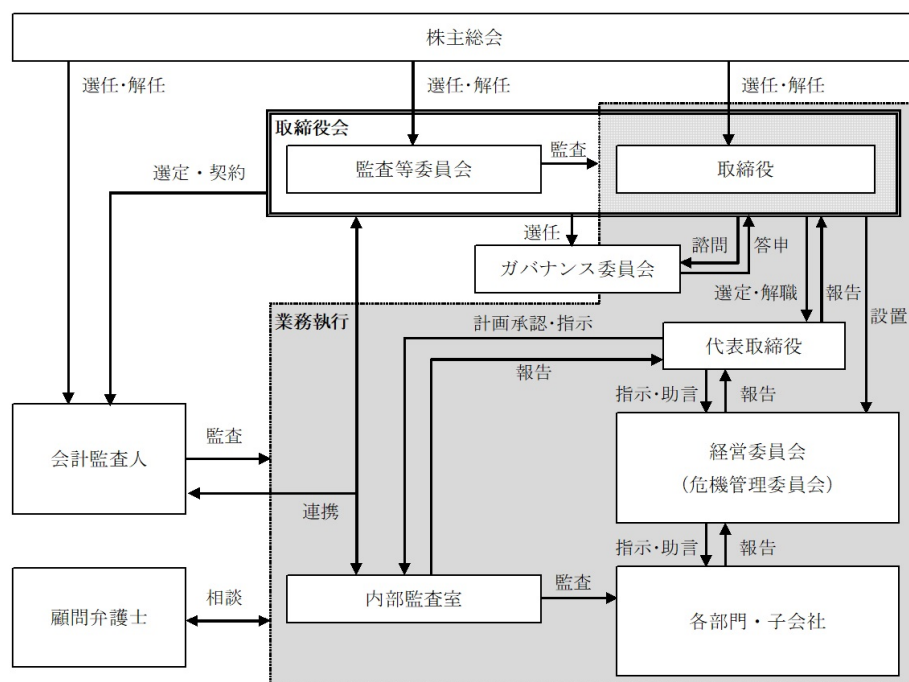 株主総会
選任・解任
選任・解任
選任・解任
取締役会
監査等委員会
監査
取締役
選定・契約
選任
諮問
答申
ガバナンス委員会
選定・解職
報告
設置
業務執行
計画承認・指示
代表取締役
報告
指示・助言
報告
会計監査人
監査
経営委員会
(危機管理委員会)
連携
指示・助言
報告
顧問弁護士
相談
内部監査室
監査
各部門・子会社